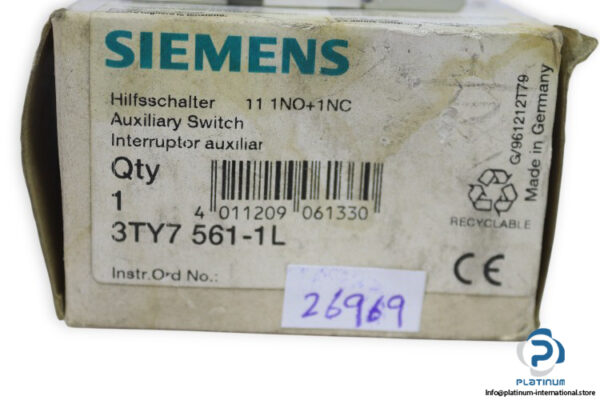 SIEMENS
Hilfsschalter 11 1NO+1NC
Auxiliary Switch
Interruptor auxiliar
Qty
1
4 011209 061330
3TY7 561-1L
Instr.Ord No.:
26969
RECYCLABLE
CE
G/961212T79
Made in Germany
PLATINUM
Info@platinum-international.store